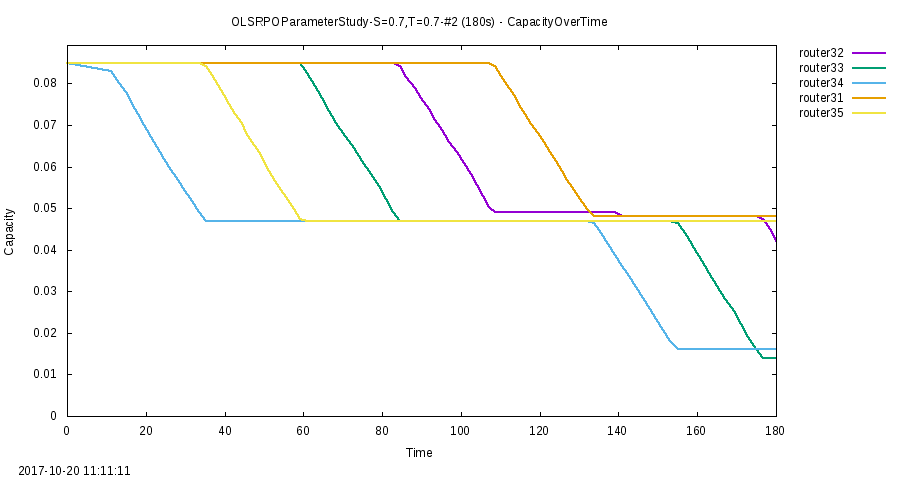 OLSRPOParameterStudy-S=0.7,T=0.7-#2 (180s) - CapacityOverTime
router32
router33
router34
router31
router35
0.08
0.07
0.06
0.05
0.04
0.03
0.02
0.01
0
Capacity
0 20 40 60 80 100 120 140 160 180
Time
2017-10-20 11:11:11